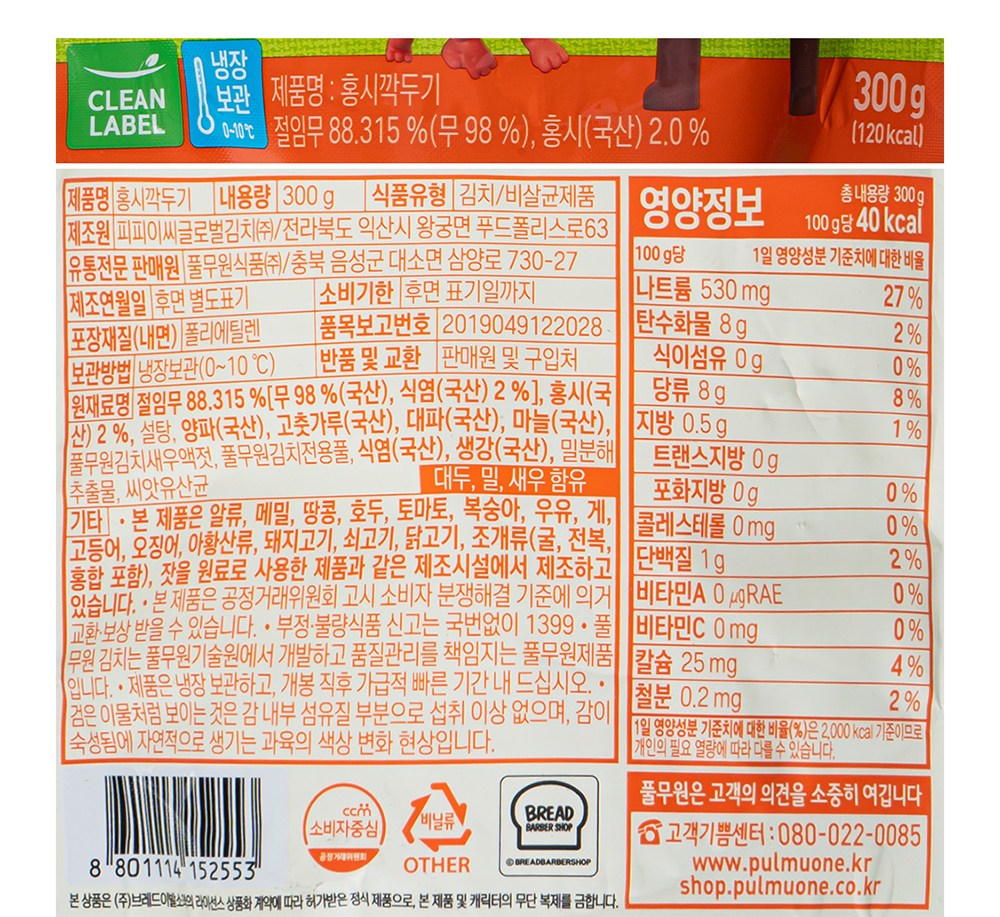 CLEAN
LABEL
냉장
보관
0~10℃
제품명 : 홍시깍두기
절임무 88.315 %(무 98 %), 홍시(국산) 2.0 %
300 g
(120 kcal)
제품명 홍시깍두기 내용량 300 g 식품유형 김치/비살균제품
제조원 피피이씨글로벌김치㈜/전라북도 익산시 왕궁면 푸드폴리스로63
유통전문 판매원 풀무원식품㈜/충북 음성군 대소면 삼양로 730-27
제조연월일 후면 별도표기 소비기한 후면 표기일까지
포장재질(내면) 폴리에틸렌 품목보고번호 2019049122028
보관방법 냉장보관(0~10 ℃) 반품 및 교환 판매원 및 구입처
원재료명 절임무 88.315 %[무 98 %(국산), 식염(국산) 2 %], 홍시(국
산) 2 %, 설탕, 양파(국산), 고춧가루(국산), 대파(국산), 마늘(국산),
풀무원김치새우액젓, 풀무원김치전용풀, 식염(국산), 생강(국산), 밀분해
추출물, 씨앗유산균
대두, 밀, 새우 함유
기타 • 본 제품은 알류, 메밀, 땅콩, 호두, 토마토, 복숭아, 우유, 게,
고등어, 오징어, 아황산류, 돼지고기, 쇠고기, 닭고기, 조개류(굴, 전복,
홍합 포함), 잣을 원료로 사용한 제품과 같은 제조시설에서 제조하고
있습니다. • 본 제품은 공정거래위원회 고시 소비자 분쟁해결 기준에 의거
교환·보상 받을 수 있습니다. • 부정·불량식품 신고는 국번없이 1399 • 풀
무원 김치는 풀무원기술원에서 개발하고 품질관리를 책임지는 풀무원제품
입니다. • 제품은 냉장 보관하고, 개봉 직후 가급적 빠른 기간 내 드십시오. •
검은 이물처럼 보이는 것은 감 내부 섬유질 부분으로 섭취 이상 없으며, 감이
숙성됨에 자연적으로 생기는 과육의 색상 변화 현상입니다.
영양정보
총 내용량 300 g
100 g당 40 kcal
100 g당 1일 영양성분 기준치에 대한 비율
나트륨 530 mg 27 %
탄수화물 8 g 2 %
식이섬유 0 g 0 %
당류 8 g 8 %
지방 0.5 g 1 %
트랜스지방 0 g
포화지방 0 g 0 %
콜레스테롤 0 mg 0 %
단백질 1 g 2 %
비타민A 0 μgRAE 0 %
비타민C 0 mg 0 %
칼슘 25 mg 4 %
철분 0.2 mg 2 %
1일 영양성분 기준치에 대한 비율(%)은 2,000 kcal 기준이므로
개인의 필요 열량에 따라 다를 수 있습니다.
8 801114 152553
ccm
소비자중심
공정거래위원회
비닐류
OTHER
BREAD
BARBER SHOP
© BREADBARBERSHOP
풀무원은 고객의 의견을 소중히 여깁니다
고객기쁨센터 : 080-022-0085
www.pulmuone.kr
shop.pulmuone.co.kr
본 상품은 (주)브레드이발소와의 라이선스 상품화 계약에 따라 허가받은 정식 제품으로, 본 제품 및 캐릭터의 무단 복제를 금합니다.